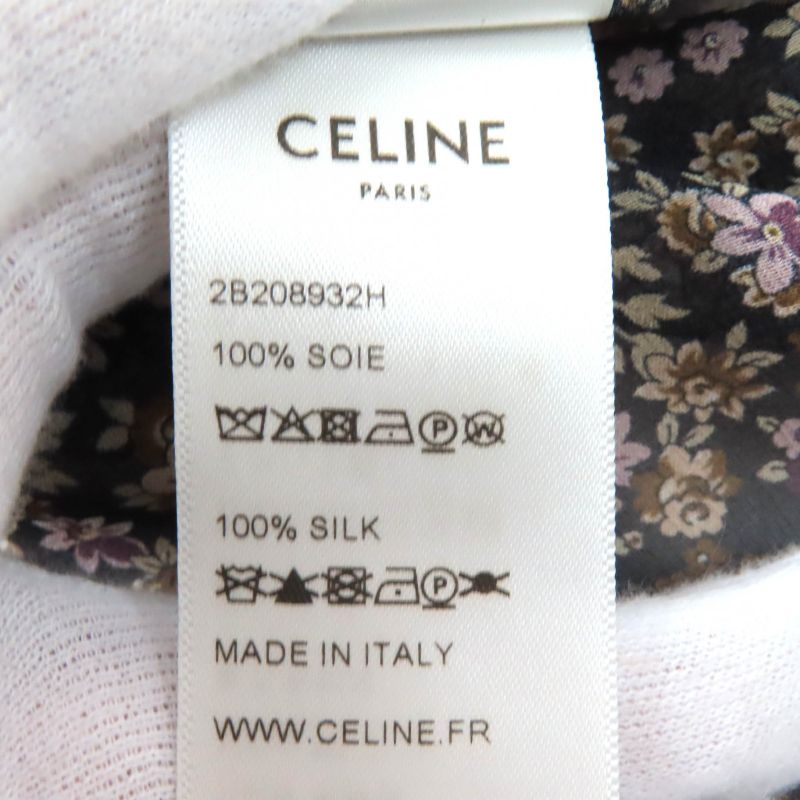 CELINE
PARIS
2B208932H
100% SOIE
P W
100% SILK
P
MADE IN ITALY
WWW.CELINE.FR